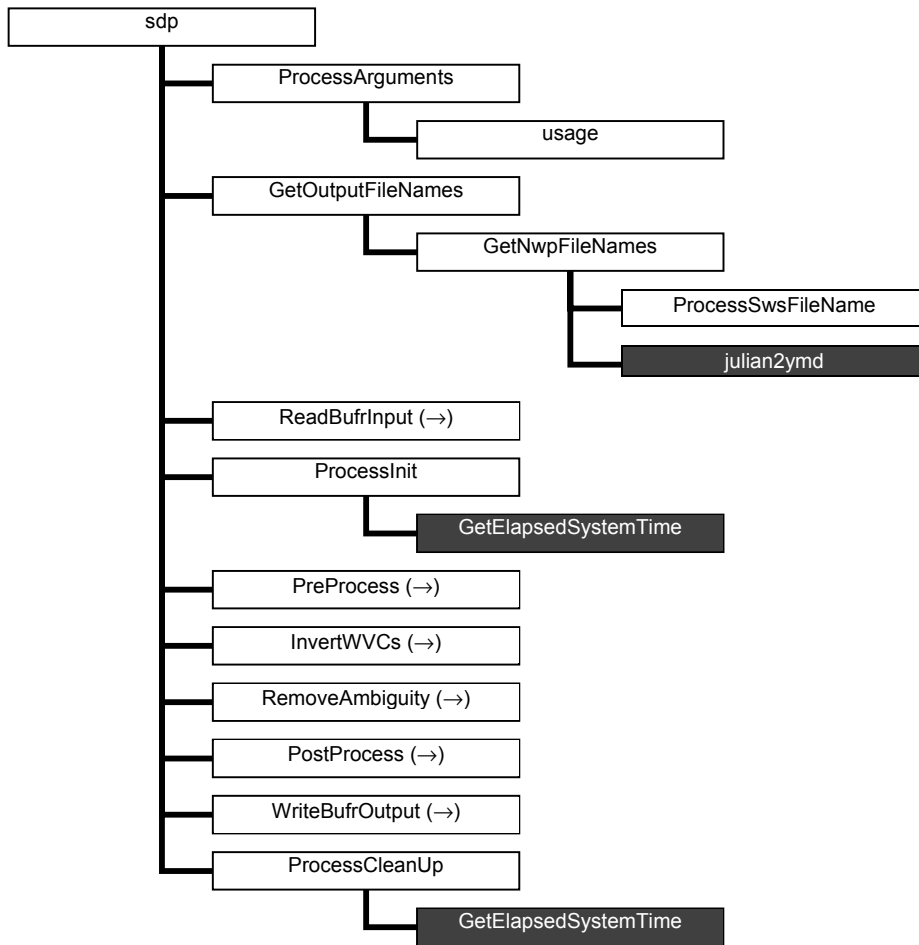 sdp
ProcessArguments
usage
GetOutputFileNames
GetNwpFileNames
ProcessSwsFileName
julian2ymd
ReadBufrInput (→)
ProcessInit
GetElapsedSystemTime
PreProcess (→)
InvertWVCs (→)
RemoveAmbiguity (→)
PostProcess (→)
WriteBufrOutput (→)
ProcessCleanUp
GetElapsedSystemTime